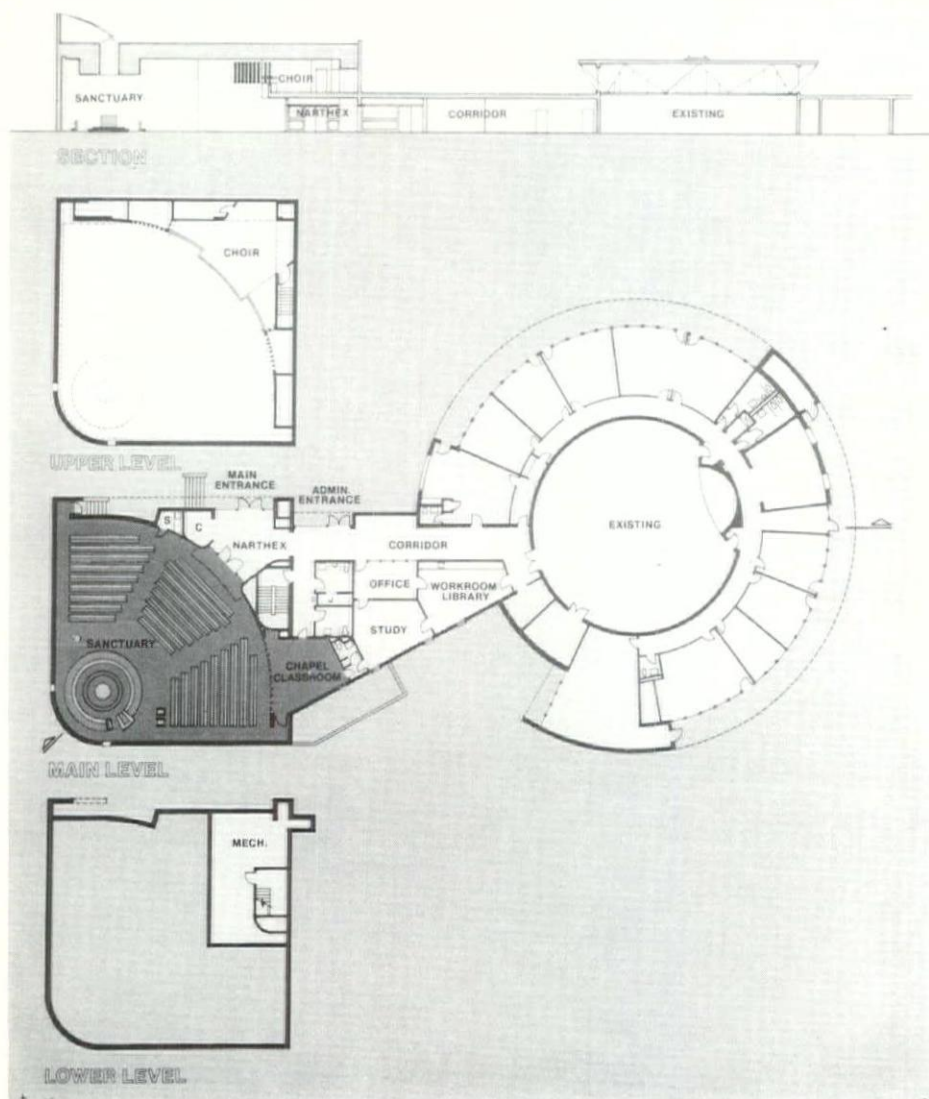 CHOIR
SANCTUARY
NARTHEX
CORRIDOR
EXISTING
SECTION
CHOIR
UPPER LEVEL
MAIN
ENTRANCE
ADMIN.
ENTRANCE
S
C
NARTHEX
CORRIDOR
EXISTING
OFFICE
WORKROOM
LIBRARY
STUDY
SANCTUARY
CHAPEL
CLASSROOM
MAIN LEVEL
MECH.
LOWER LEVEL